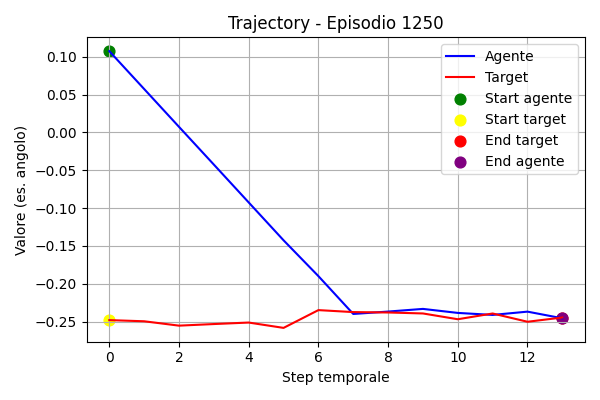 Trajectory - Episodio 1250
Valore (es. angolo)
0.10
0.05
0.00
−0.05
−0.10
−0.15
−0.20
−0.25
Agente
Target
Start agente
Start target
End target
End agente
0 2 4 6 8 10 12
Step temporale